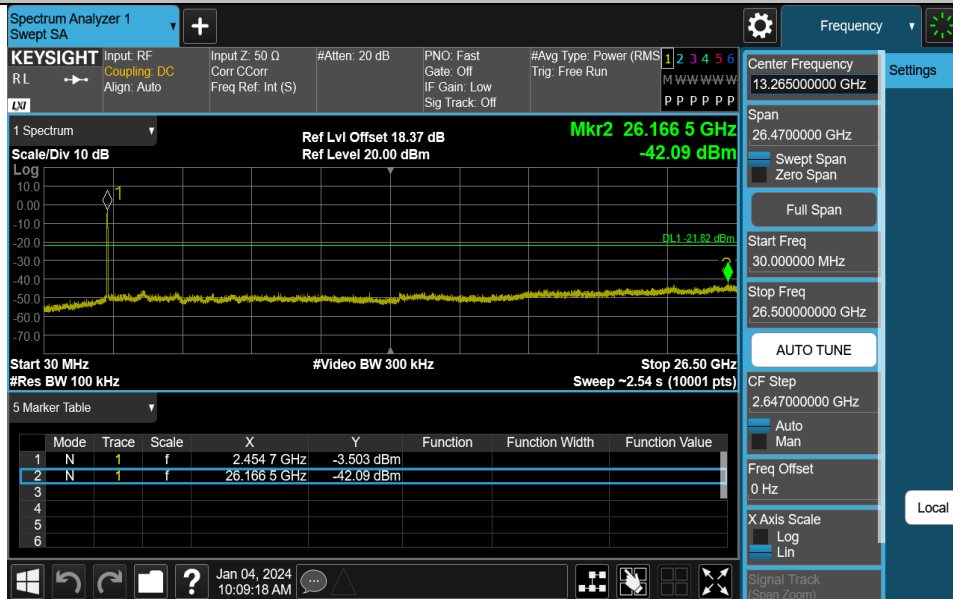 Spectrum Analyzer 1
Swept SA
+
Frequency
KEYSIGHT
RL
LXI
Input: RF
Coupling: DC
Align: Auto
Input Z: 50 Ω
Corr CCorr
Freq Ref: Int (S)
#Atten: 20 dB
PNO: Fast
Gate: Off
IF Gain: Low
Sig Track: Off
#Avg Type: Power (RMS
Trig: Free Run
1 2 3 4 5 6
M W W W W W
P P P P P P
1 Spectrum
Scale/Div 10 dB
Ref Lvl Offset 18.37 dB
Ref Level 20.00 dBm
Mkr2 26.166 5 GHz
-42.09 dBm
Log
10.0
0.00
-10.0
-20.0
-30.0
-40.0
-50.0
-60.0
-70.0
1
DL1 -21.82 dBm
2
Start 30 MHz
#Video BW 300 kHz
Stop 26.50 GHz
#Res BW 100 kHz
Sweep ~2.54 s (10001 pts)
5 Marker Table
Mode Trace Scale X Y Function Function Width Function Value
1 N 1 f 2.454 7 GHz -3.503 dBm
2 N 1 f 26.166 5 GHz -42.09 dBm
3
4
5
6
?
Jan 04, 2024
10:09:18 AM
Center Frequency
13.265000000 GHz
Span
26.4700000 GHz
Swept Span
Zero Span
Full Span
Start Freq
30.000000 MHz
Stop Freq
26.500000000 GHz
AUTO TUNE
CF Step
2.647000000 GHz
Auto
Man
Freq Offset
0 Hz
X Axis Scale
Log
Lin
Signal Track
(Span Zoom)
Settings
Local